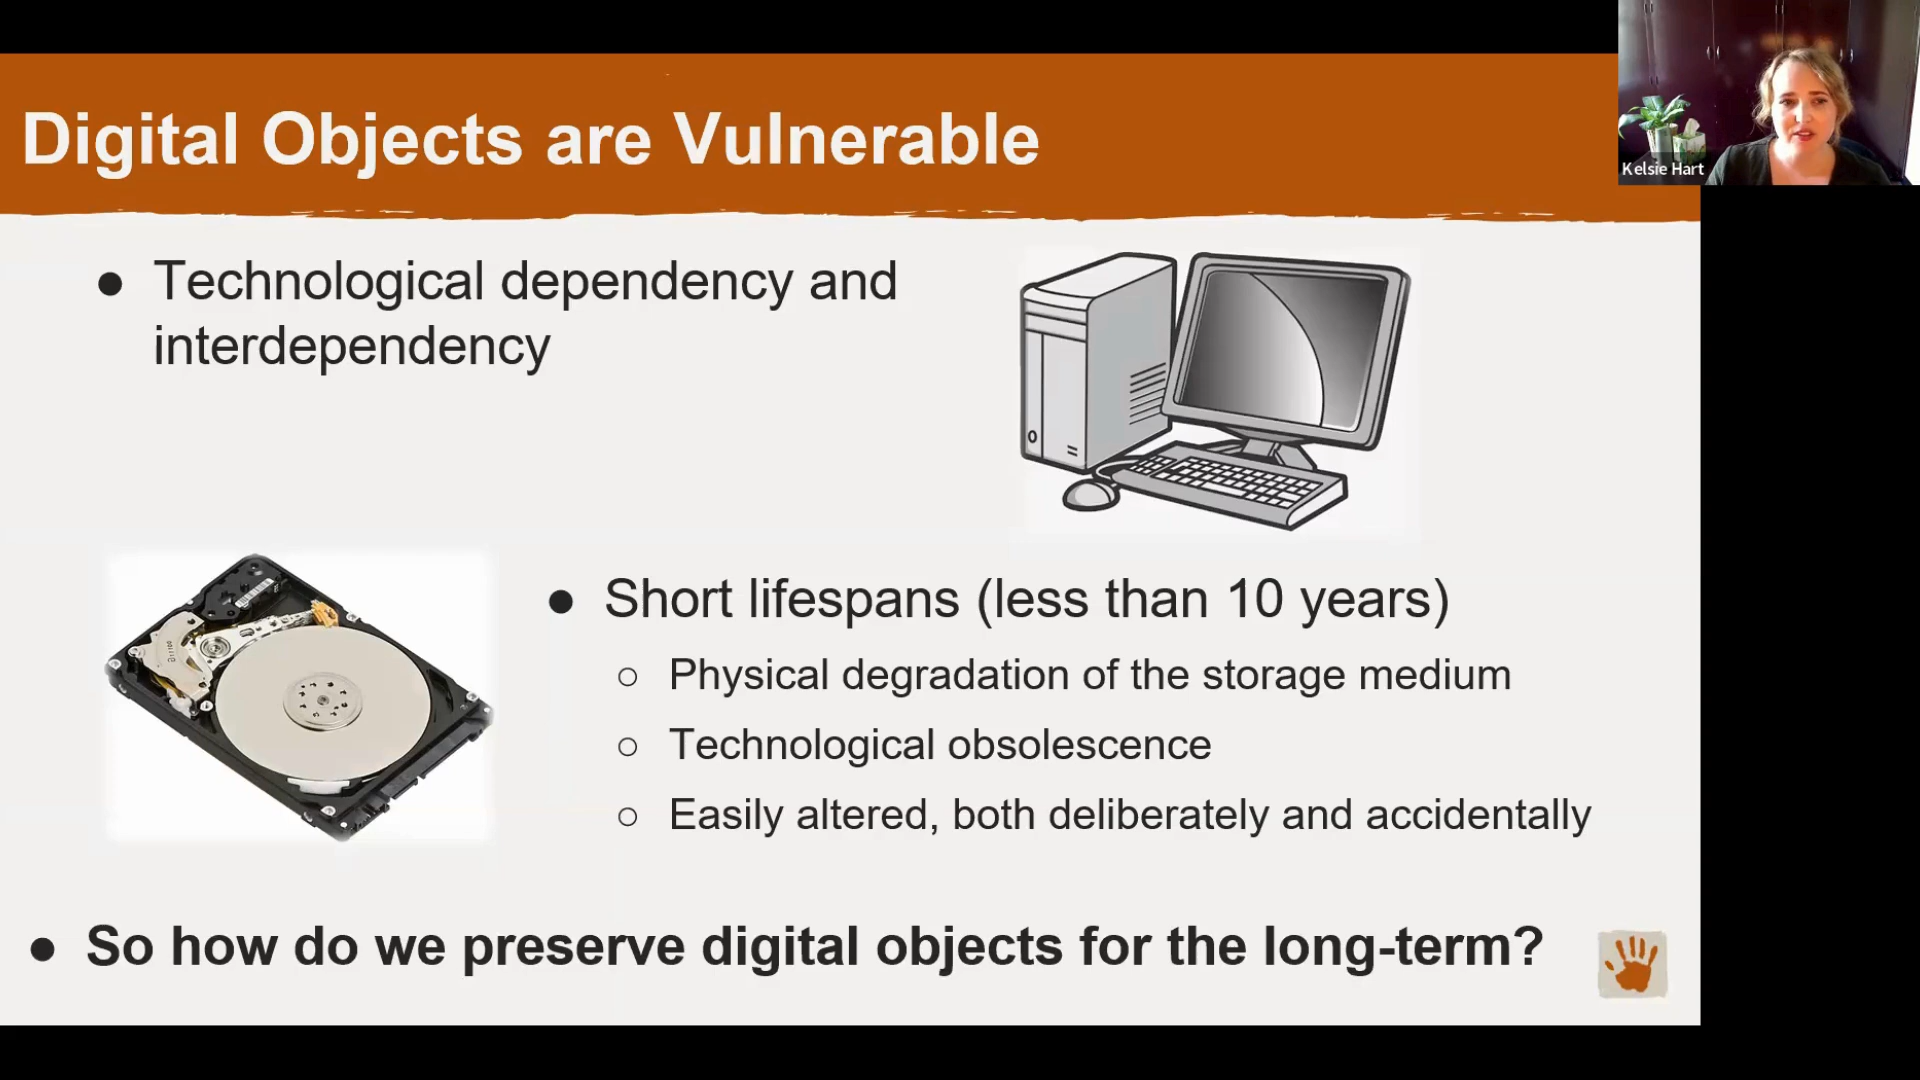 Digital Objects are Vulnerable
Kelsie Hart
● Technological dependency and
interdependency
● Short lifespans (less than 10 years)
○ Physical degradation of the storage medium
○ Technological obsolescence
○ Easily altered, both deliberately and accidentally
● So how do we preserve digital objects for the long-term?